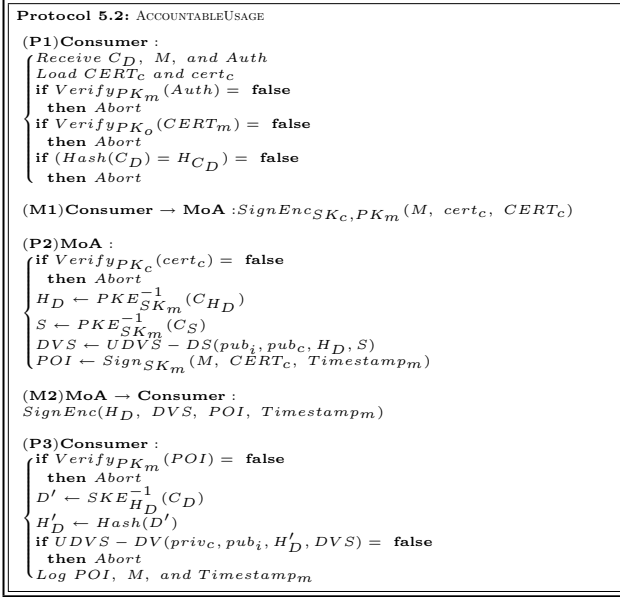 Protocol 5.2: ACCOUNTABLEUSAGE
(P1)Consumer :
Receive C_D, M, and Auth
Load CERT_c and cert_c
if Verify_{PK_m}(Auth) = false
then Abort
if Verify_{PK_o}(CERT_m) = false
then Abort
if (Hash(C_D) = H_{C_D}) = false
then Abort
(M1)Consumer → MoA :SignEnc_{SK_c,PK_m}(M, cert_c, CERT_c)
(P2)MoA :
if Verify_{PK_c}(cert_c) = false
then Abort
H_D ← PKE^{-1}_{SK_m}(C_{H_D})
S ← PKE^{-1}_{SK_m}(C_S)
DVS ← UDVS − DS(pub_i, pub_c, H_D, S)
POI ← Sign_{SK_m}(M, CERT_c, Timestamp_m)
(M2)MoA → Consumer :
SignEnc(H_D, DVS, POI, Timestamp_m)
(P3)Consumer :
if Verify_{PK_m}(POI) = false
then Abort
D′ ← SKE^{-1}_{H_D}(C_D)
H′_D ← Hash(D′)
if UDVS − DV(priv_c, pub_i, H′_D, DVS) = false
then Abort
Log POI, M, and Timestamp_m